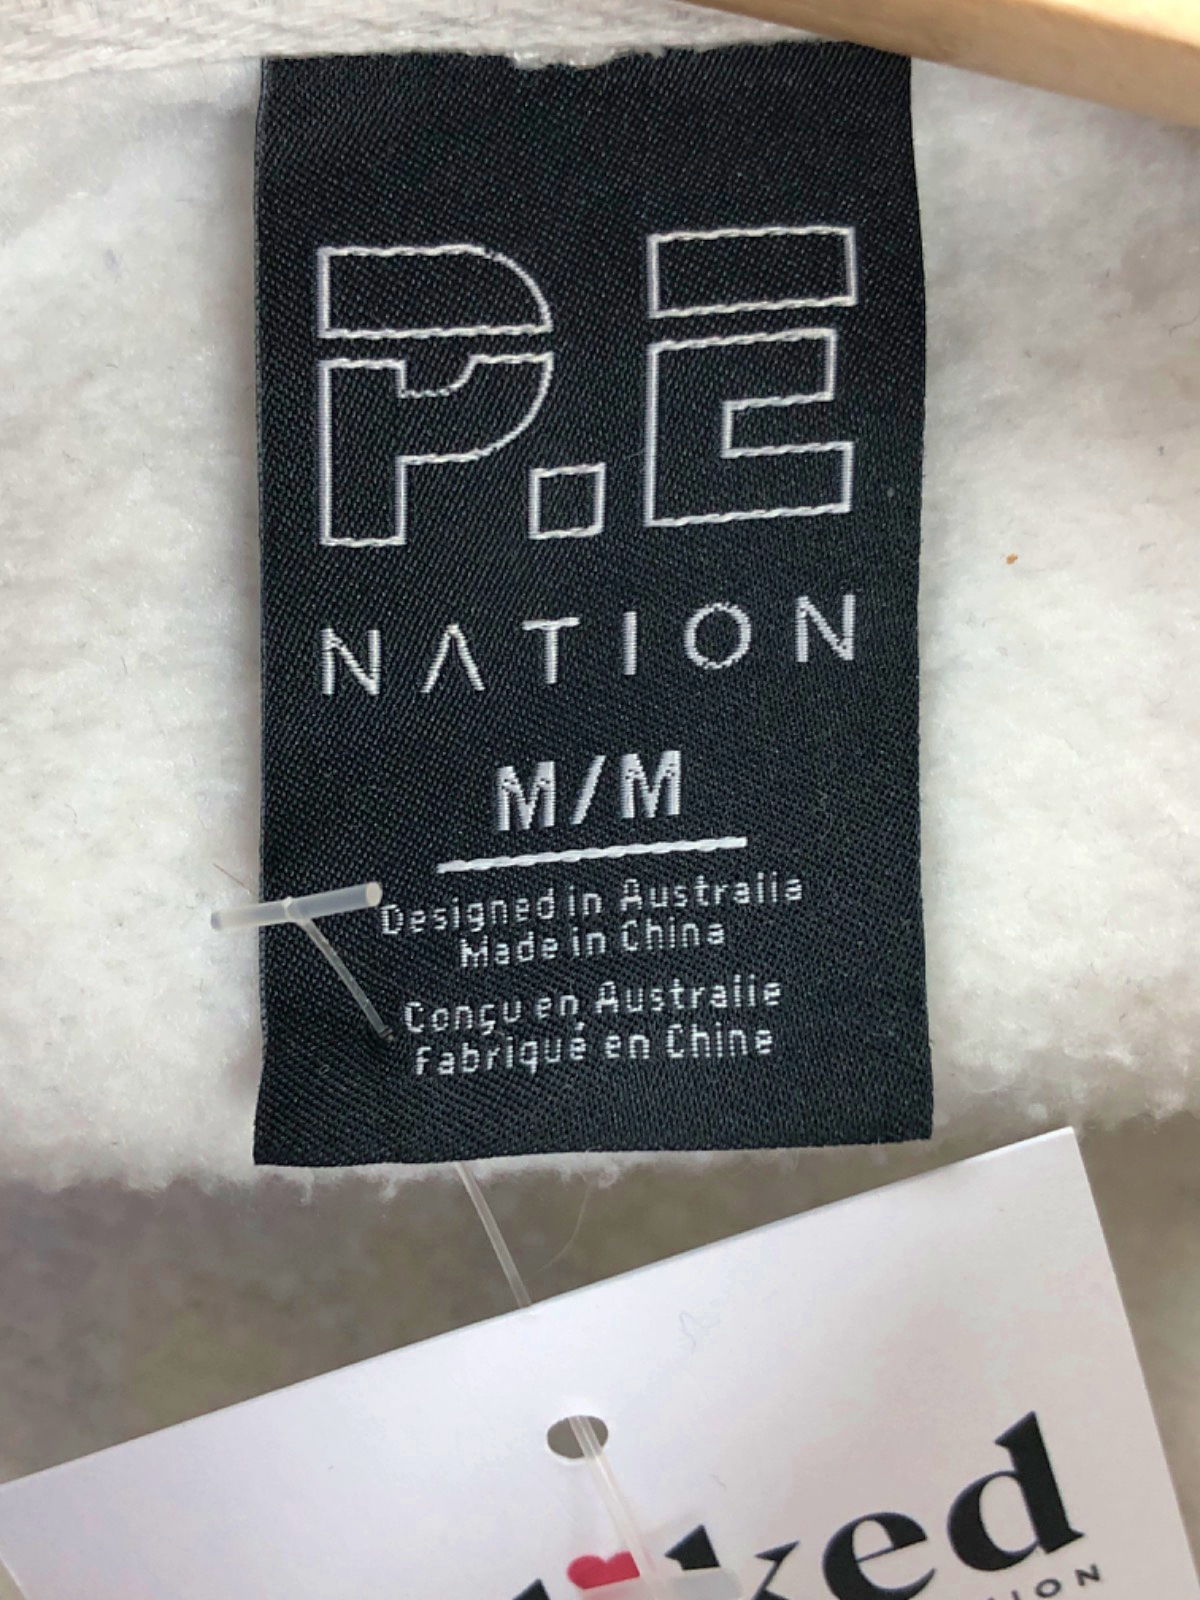 P.E
NATION
M/M
Designed in Australia
Made in China
Conçu en Australie
Fabriqué en Chine